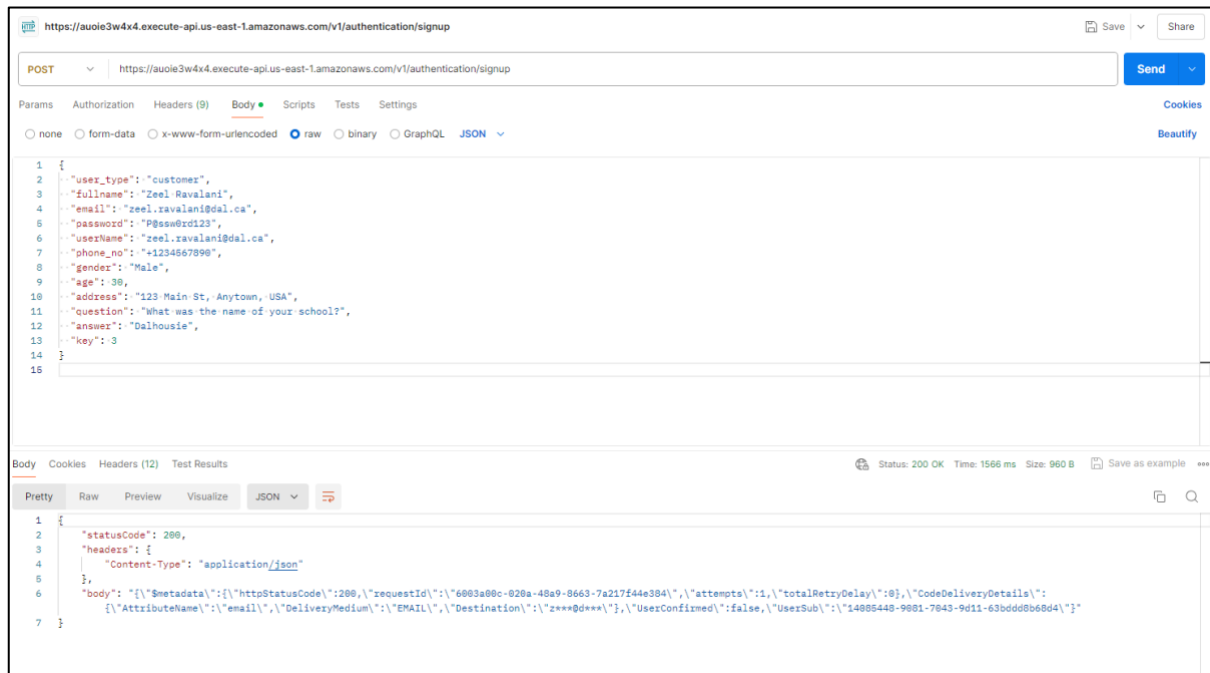 HTTP https://auoie3w4x4.execute-api.us-east-1.amazonaws.com/v1/authentication/signup Save Share
POST https://auoie3w4x4.execute-api.us-east-1.amazonaws.com/v1/authentication/signup Send
Params Authorization Headers (9) Body Scripts Tests Settings Cookies
none form-data x-www-form-urlencoded raw binary GraphQL JSON Beautify
1 {
2 "user_type": "customer",
3 "fullname": "Zeel Ravalani",
4 "email": "zeel.ravalani@dal.ca",
5 "password": "P@ssw0rd123",
6 "userName": "zeel.ravalani@dal.ca",
7 "phone_no": "+1234567890",
8 "gender": "Male",
9 "age": 30,
10 "address": "123 Main St, Anytown, USA",
11 "question": "What was the name of your school?",
12 "answer": "Dalhousie",
13 "key": 3
14 }
15
Body Cookies Headers (12) Test Results Status: 200 OK Time: 1566 ms Size: 960 B Save as example
Pretty Raw Preview Visualize JSON
1 {
2 "statusCode": 200,
3 "headers": {
4 "Content-Type": "application/json"
5 },
6 "body": "{\"$metadata\":{\"httpStatusCode\":200,\"requestId\":\"6003a00c-020a-48a9-8663-7a217f44e384\",\"attempts\":1,\"totalRetryDelay\":0},\"CodeDeliveryDetails\":
{\"AttributeName\":\"email\",\"DeliveryMedium\":\"EMAIL\",\"Destination\":\"z***@d***\"},\"UserConfirmed\":false,\"UserSub\":\"14085448-9081-7043-9d11-63bddd8b68d4\"}"
7 }